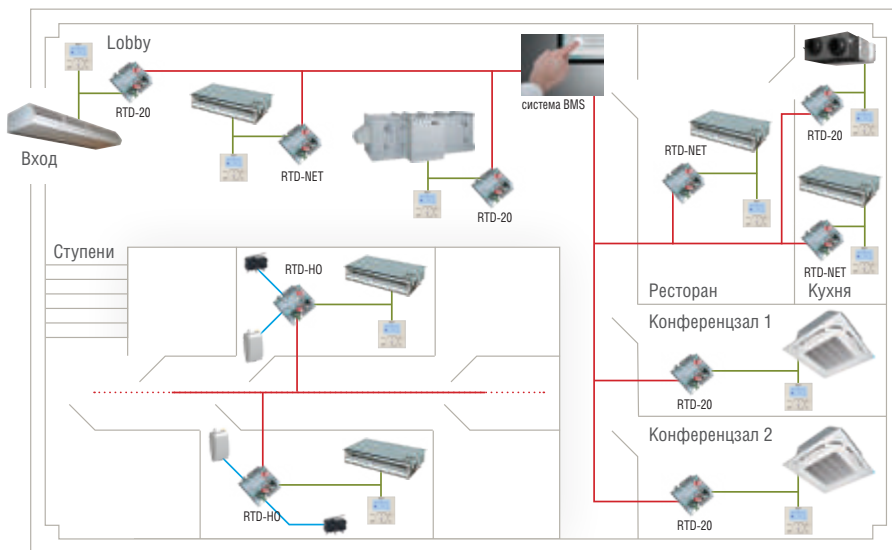 Lobby
RTD-20
Вход
RTD-NET
RTD-20
система BMS
RTD-NET
RTD-20
RTD-NET
Ресторан
Кухня
Ступени
RTD-HO
Конференцзал 1
RTD-20
Конференцзал 2
RTD-20
RTD-HO